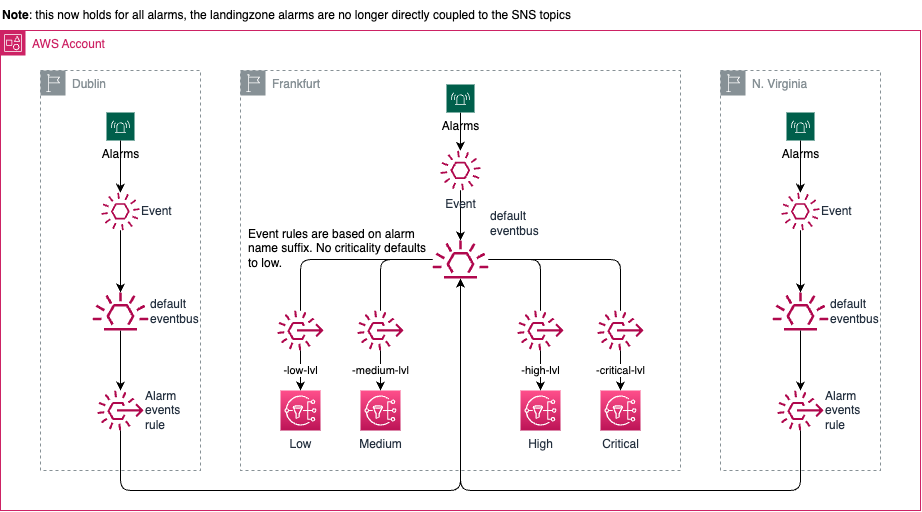 Note: this now holds for all alarms, the landingzone alarms are no longer directly coupled to the SNS topics
AWS Account
Dublin
Alarms
Event
default
eventbus
Alarm
events
rule
Frankfurt
Alarms
Event
default
eventbus
Event rules are based on alarm
name suffix. No criticality defaults
to low.
-low-lvl
-medium-lvl
-high-lvl
-critical-lvl
Low
Medium
High
Critical
N. Virginia
Alarms
Event
default
eventbus
Alarm
events
rule